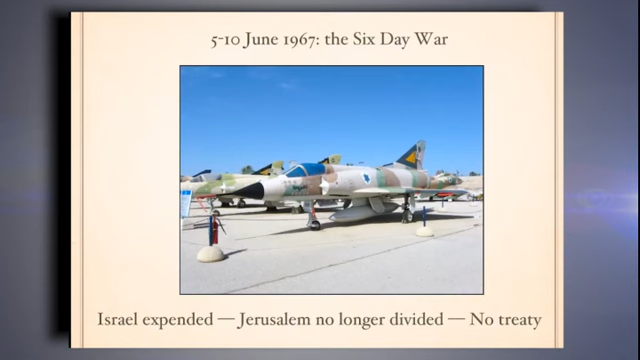 5-10 June 1967: the Six Day War
Israel expended — Jerusalem no longer divided — No treaty